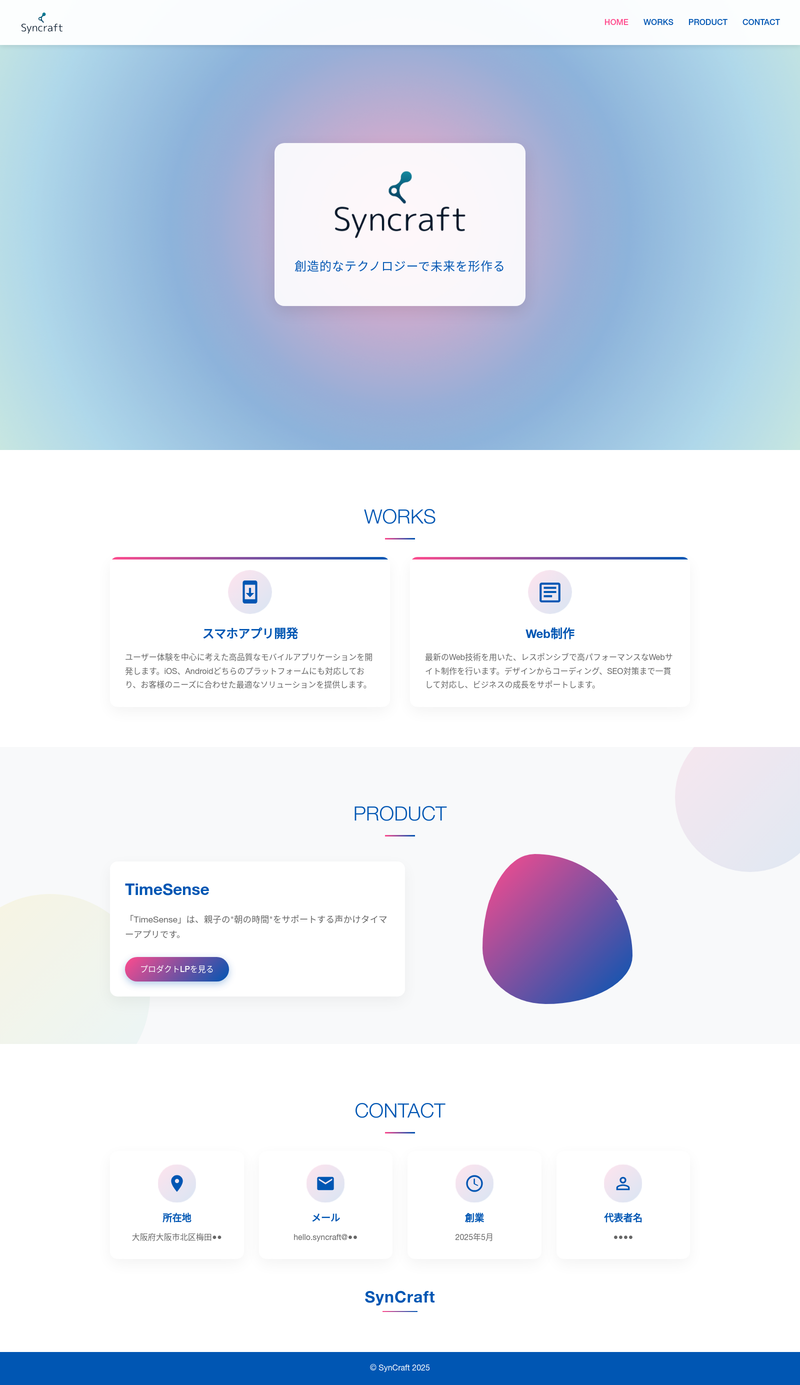 Syncraft
HOME WORKS PRODUCT CONTACT
Syncraft
創造的なテクノロジーで未来を形作る
WORKS
スマホアプリ開発
ユーザー体験を中心に考えた高品質なモバイルアプリケーションを開
発します。iOS、Androidどちらのプラットフォームにも対応してお
り、お客様のニーズに合わせた最適なソリューションを提供します。
Web制作
最新のWeb技術を用いた、レスポンシブで高パフォーマンスなWebサ
イト制作を行います。デザインからコーディング、SEO対策まで一貫
して対応し、ビジネスの成長をサポートします。
PRODUCT
TimeSense
「TimeSense」は、親子の"朝の時間"をサポートする声かけタイマ
ーアプリです。
プロダクトLPを見る
CONTACT
所在地
大阪府大阪市北区梅田●●
メール
hello.syncraft@●●
創業
2025年5月
代表者名
●●●●
SynCraft
© SynCraft 2025